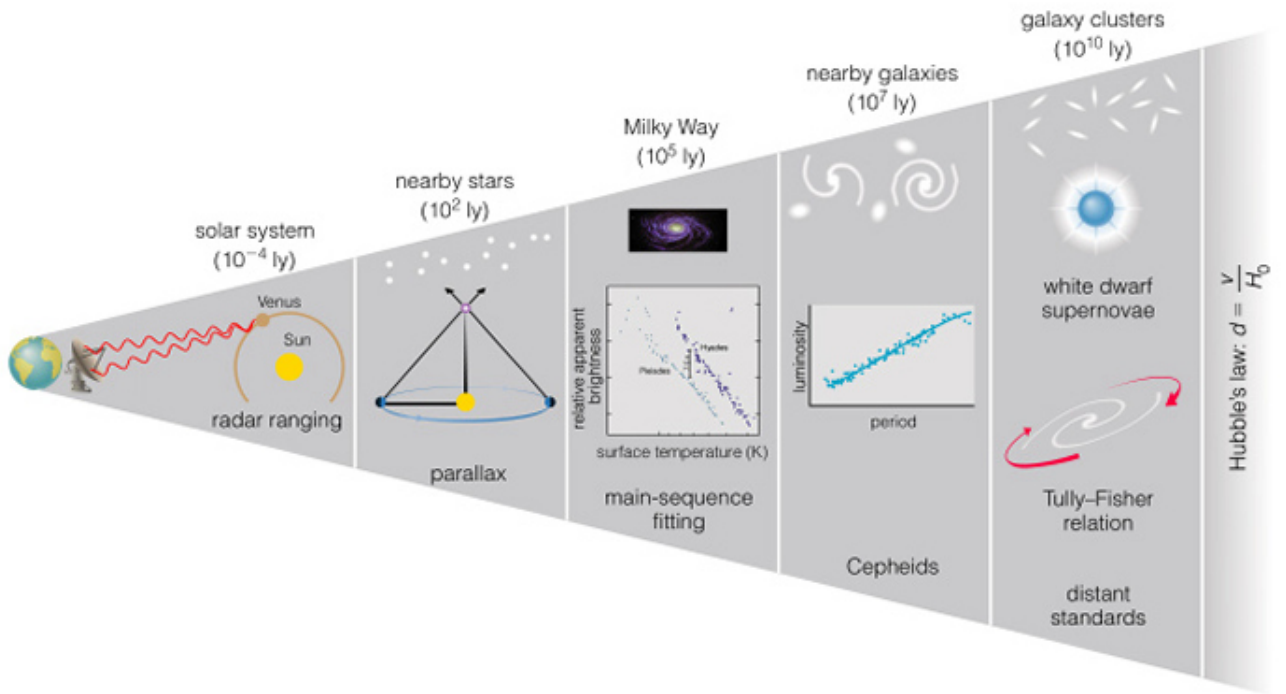 solar system
(10⁻⁴ ly)
Venus
Sun
radar ranging
nearby stars
(10² ly)
parallax
Milky Way
(10⁵ ly)
relative apparent
brightness
Hyades
Pleiades
surface temperature (K)
main-sequence
fitting
nearby galaxies
(10⁷ ly)
luminosity
period
Cepheids
galaxy clusters
(10¹⁰ ly)
white dwarf
supernovae
Tully–Fisher
relation
distant
standards
Hubble's law: d = v/H₀